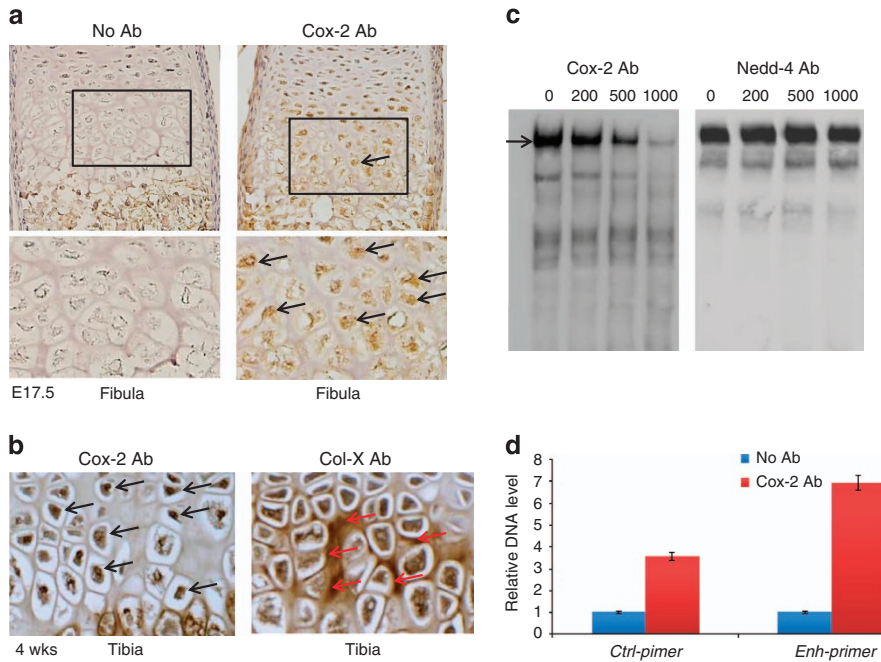 a
No Ab
Cox-2 Ab
E17.5
Fibula
Fibula
b
Cox-2 Ab
Col-X Ab
4 wks
Tibia
Tibia
c
Cox-2 Ab
Nedd-4 Ab
0 200 500 1000
0 200 500 1000
d
Relative DNA level
8
7
6
5
4
3
2
1
0
No Ab
Cox-2 Ab
Ctrl-pimer
Enh-primer